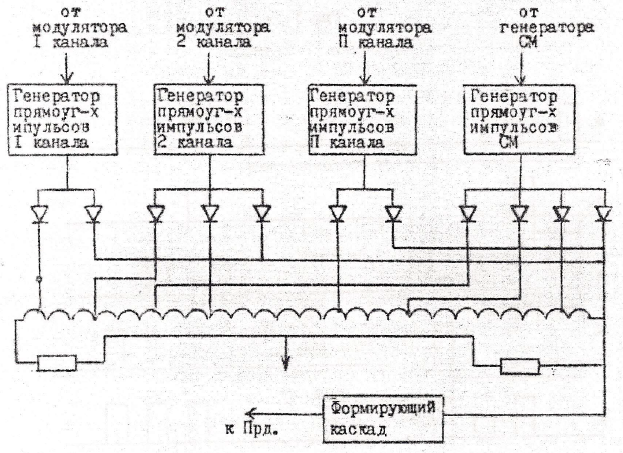 от
модулятора
I канала
от
модулятора
2 канала
от
модулятора
П канала
от
генератора
СМ
Генератор
прямоуг-х
ипульсов
I канала
Генератор
прямоуг-х
импульсов
2 канала
Генератор
прямоуг-х
импульсов
П канала
Генератор
прямоуг-х
импульсов
СМ
Формирующий
каскад
к Прд.